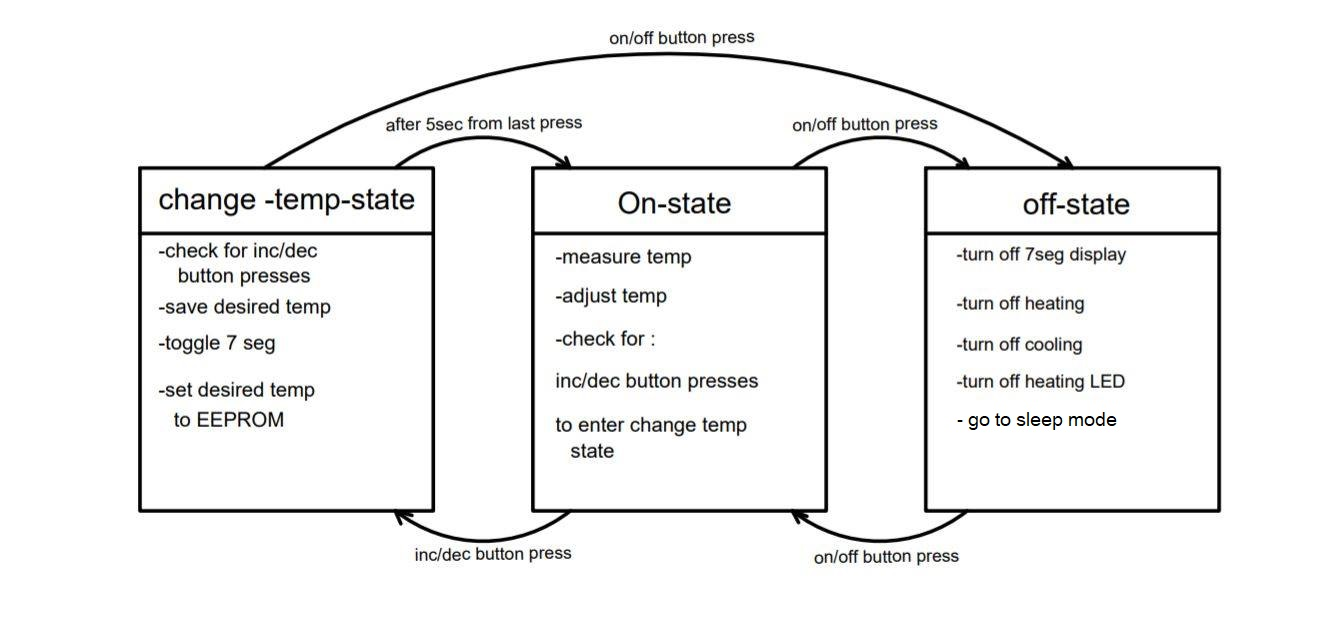 on/off button press
after 5sec from last press
on/off button press
change -temp-state
-check for inc/dec
button presses
-save desired temp
-toggle 7 seg
-set desired temp
to EEPROM
On-state
-measure temp
-adjust temp
-check for :
inc/dec button presses
to enter change temp
state
off-state
-turn off 7seg display
-turn off heating
-turn off cooling
-turn off heating LED
- go to sleep mode
inc/dec button press
on/off button press